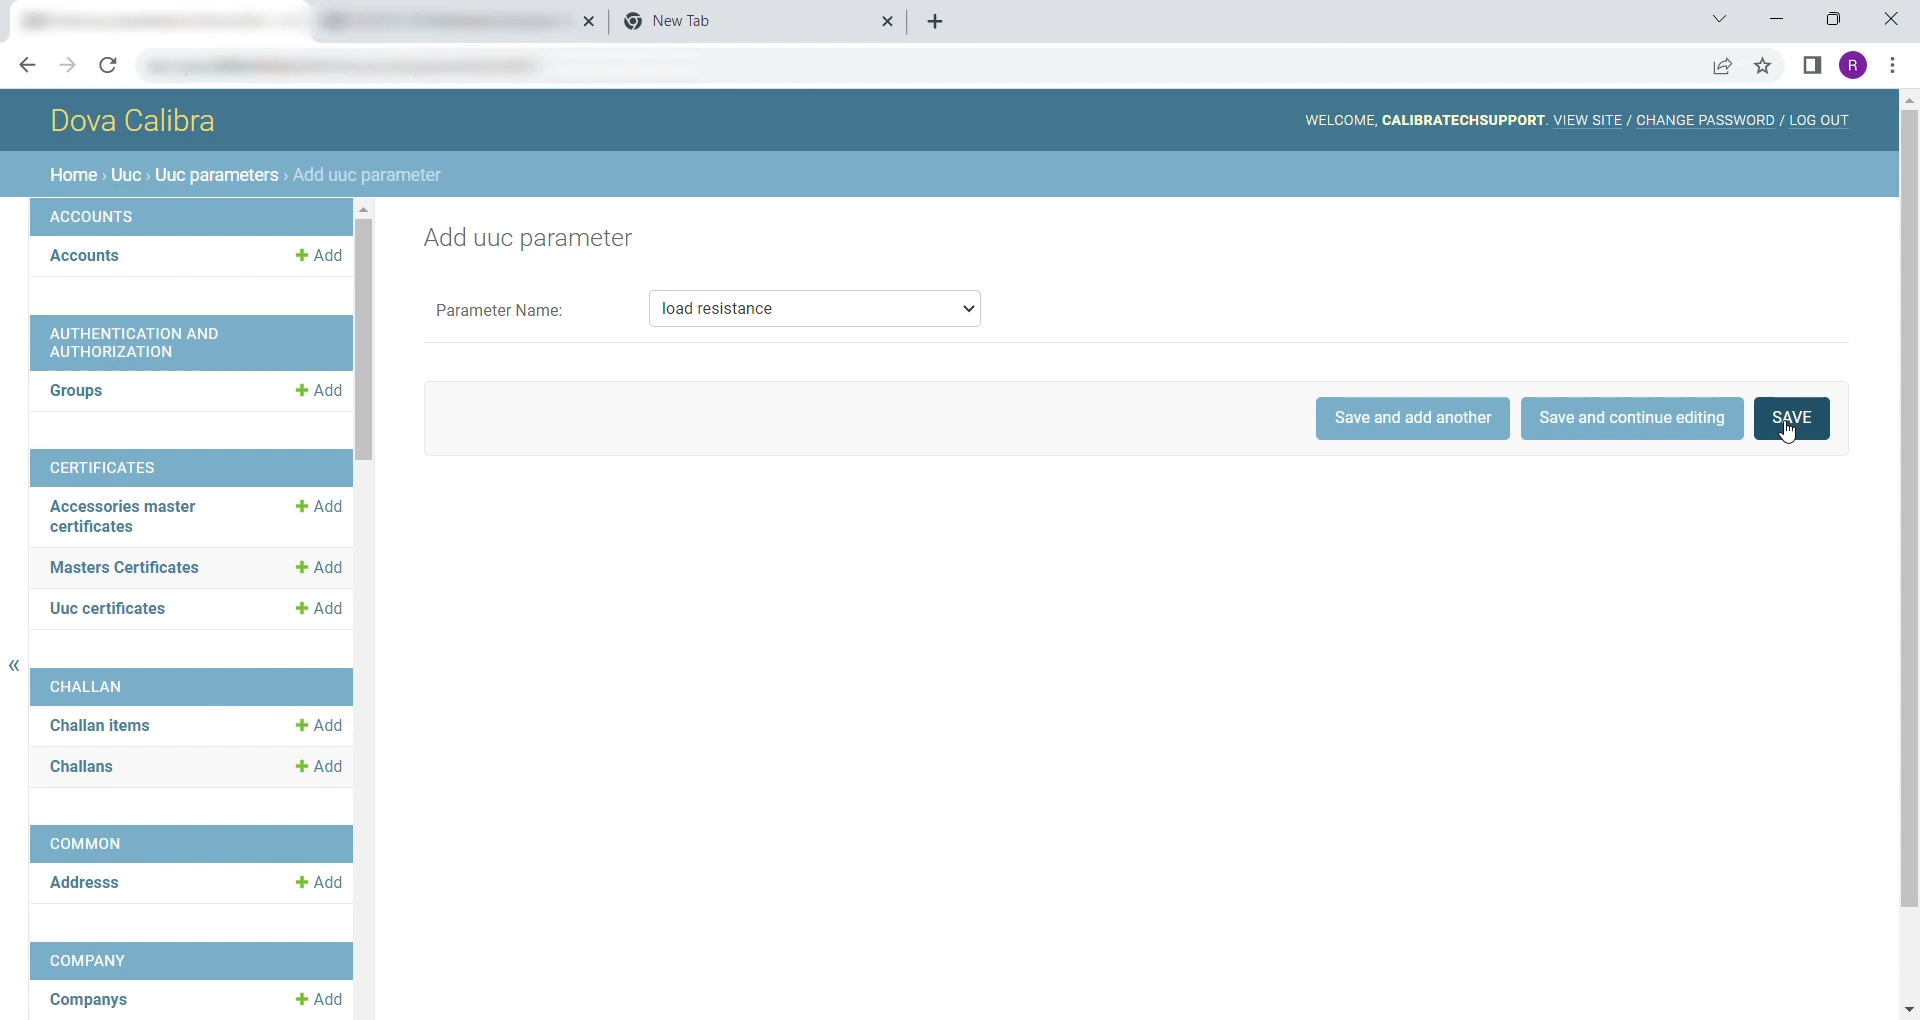 New Tab
R
Dova Calibra
WELCOME, CALIBRATECHSUPPORT. VIEW SITE / CHANGE PASSWORD / LOG OUT
Home › Uuc › Uuc parameters › Add uuc parameter
ACCOUNTS
Accounts + Add
AUTHENTICATION AND
AUTHORIZATION
Groups + Add
CERTIFICATES
Accessories master + Add
certificates
Masters Certificates + Add
Uuc certificates + Add
CHALLAN
Challan items + Add
Challans + Add
COMMON
Addresss + Add
COMPANY
Companys + Add
«
Add uuc parameter
Parameter Name: load resistance
Save and add another Save and continue editing SAVE